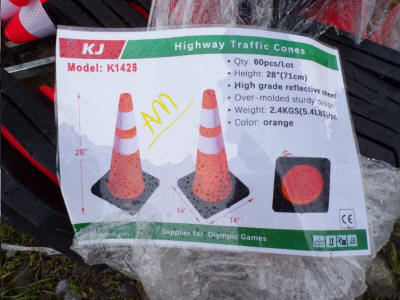 KJ
Highway Traffic Cones
Model: K1428
· Qty: 60pcs/Lot
· Height: 28"(71cm)
· High grade reflective sheet
· Over-molded sturdy design
· Weight: 2.4KGS(5.4LBS)/pc
· Color: orange
AM
28"
14"
14"
CE
Supplier for Olympic Games